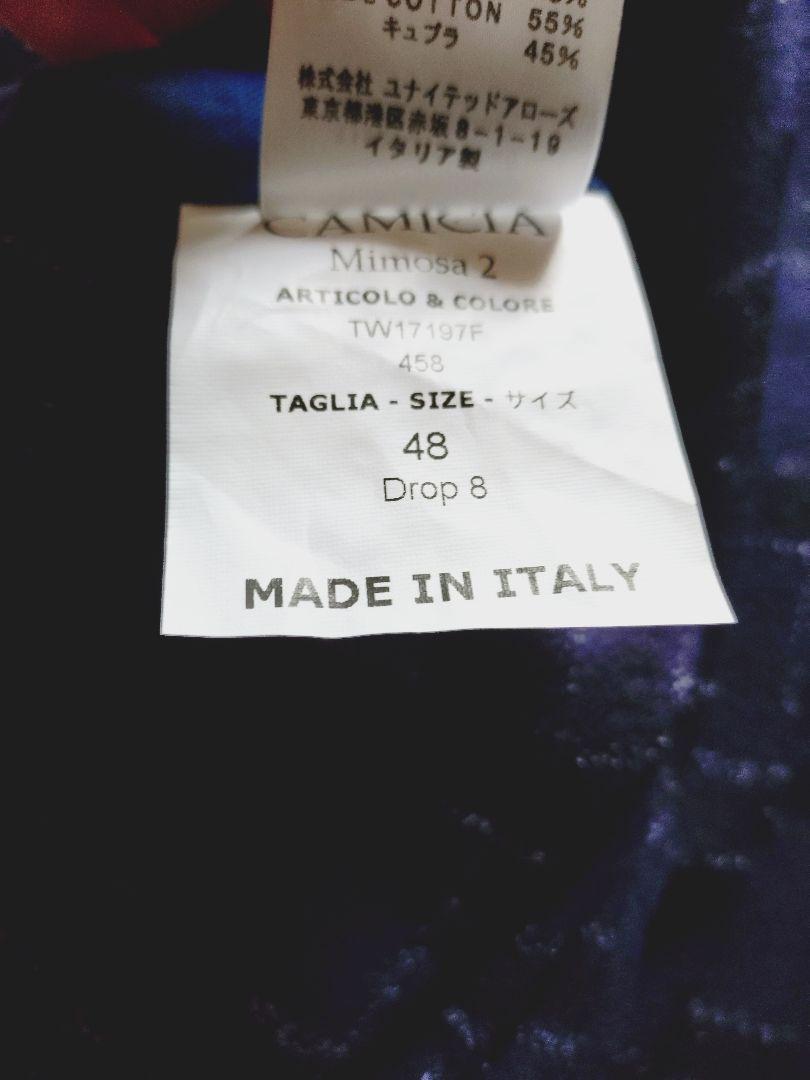 COTTON 55%
キュプラ 45%
株式会社 ユナイテッドアローズ
東京都港区赤坂8-1-19
イタリア製
CAMICIA
Mimosa 2
ARTICOLO & COLORE
TW17197F
458
TAGLIA - SIZE - サイズ
48
Drop 8
MADE IN ITALY